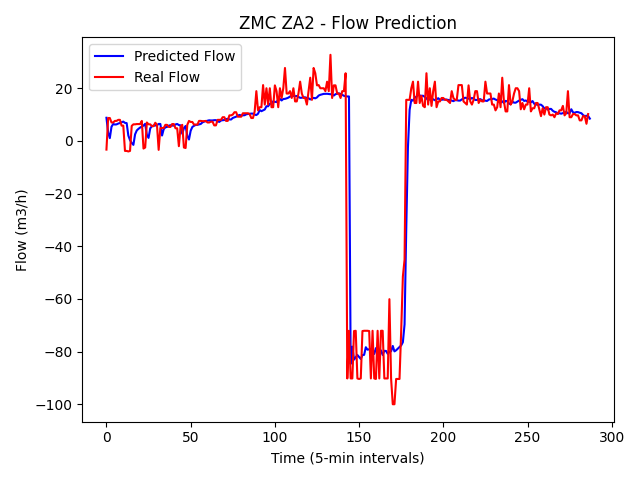 ZMC ZA2 - Flow Prediction
Predicted Flow
Real Flow
Flow (m3/h)
20
0
−20
−40
−60
−80
−100
0 50 100 150 200 250 300
Time (5-min intervals)